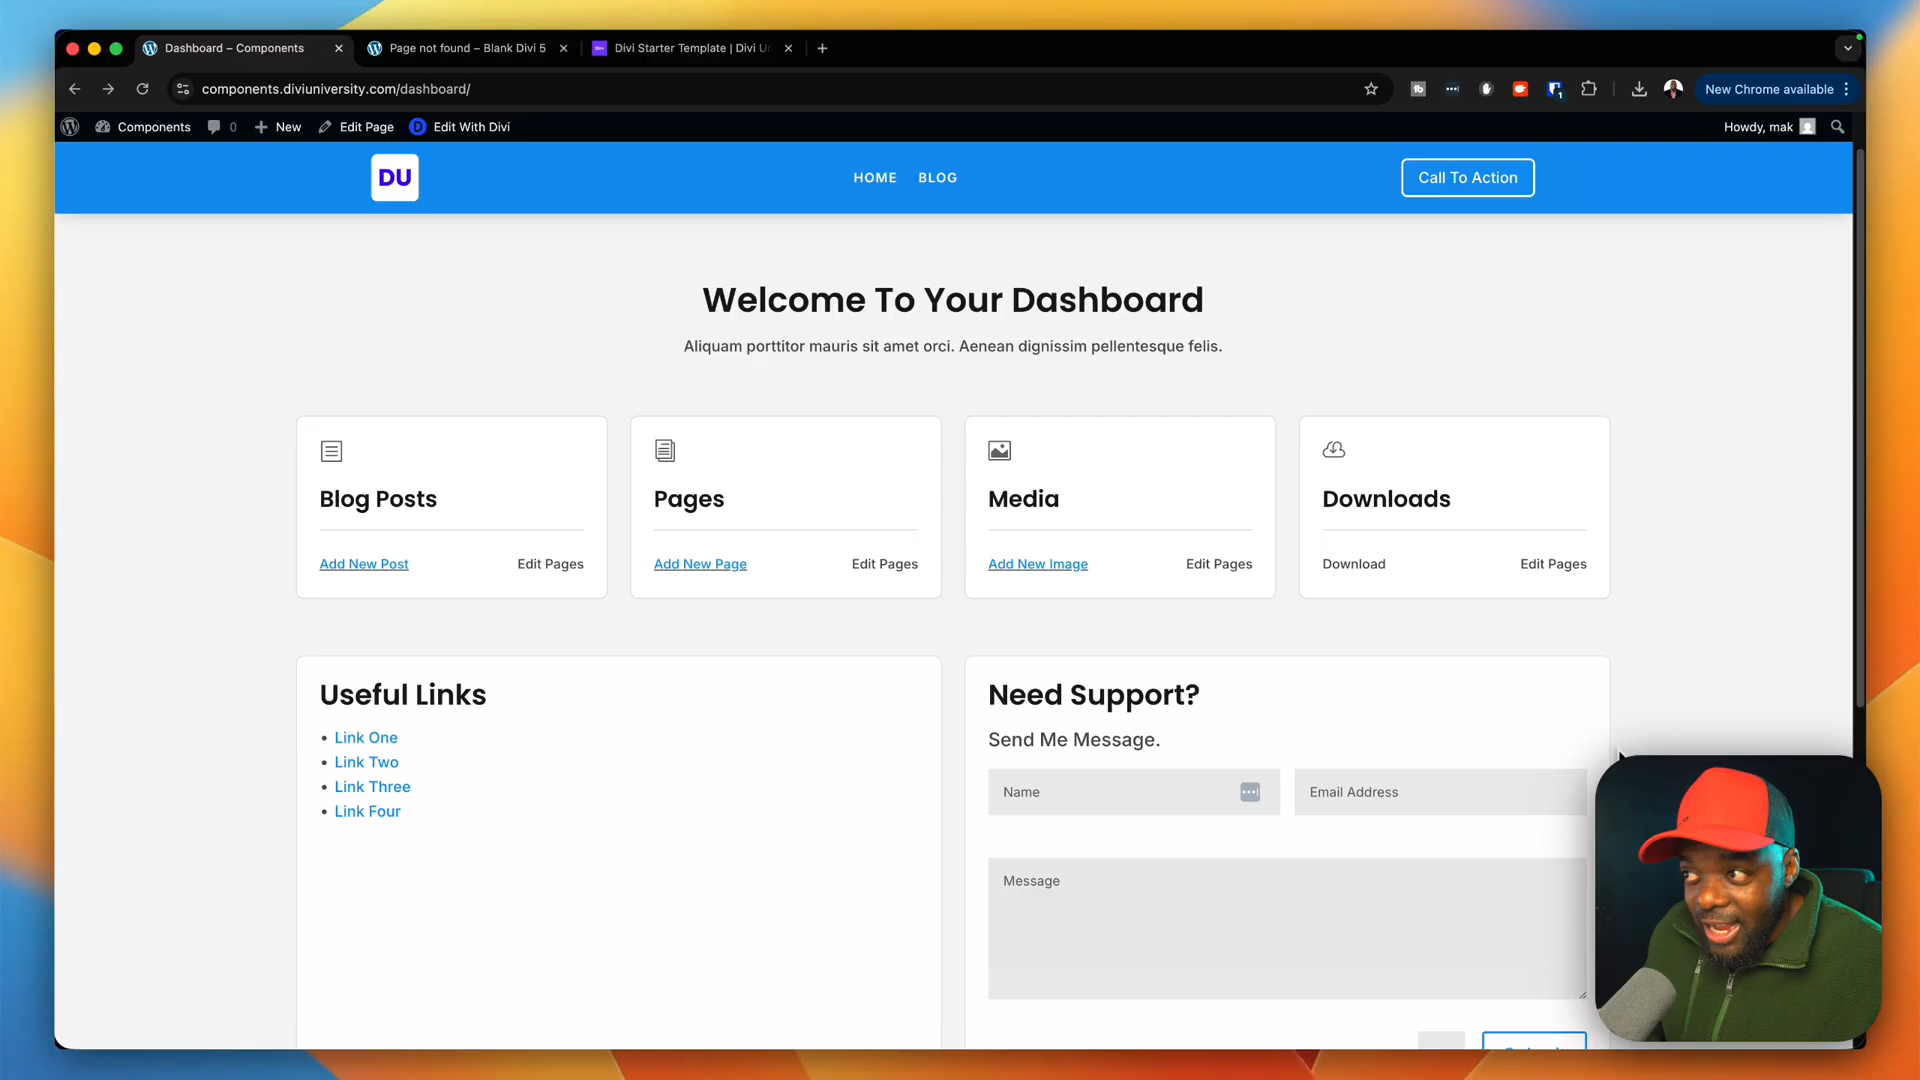 Dashboard – Components
Page not found – Blank Divi 5
Divi Starter Template | Divi Un
components.diviuniversity.com/dashboard/
New Chrome available
Components
0
New
Edit Page
Edit With Divi
Howdy, mak
DU
HOME
BLOG
Call To Action
Welcome To Your Dashboard
Aliquam porttitor mauris sit amet orci. Aenean dignissim pellentesque felis.
Blog Posts
Add New Post
Edit Pages
Pages
Add New Page
Edit Pages
Media
Add New Image
Edit Pages
Downloads
Download
Edit Pages
Useful Links
• Link One
• Link Two
• Link Three
• Link Four
Need Support?
Send Me Message.
Name
Email Address
Message